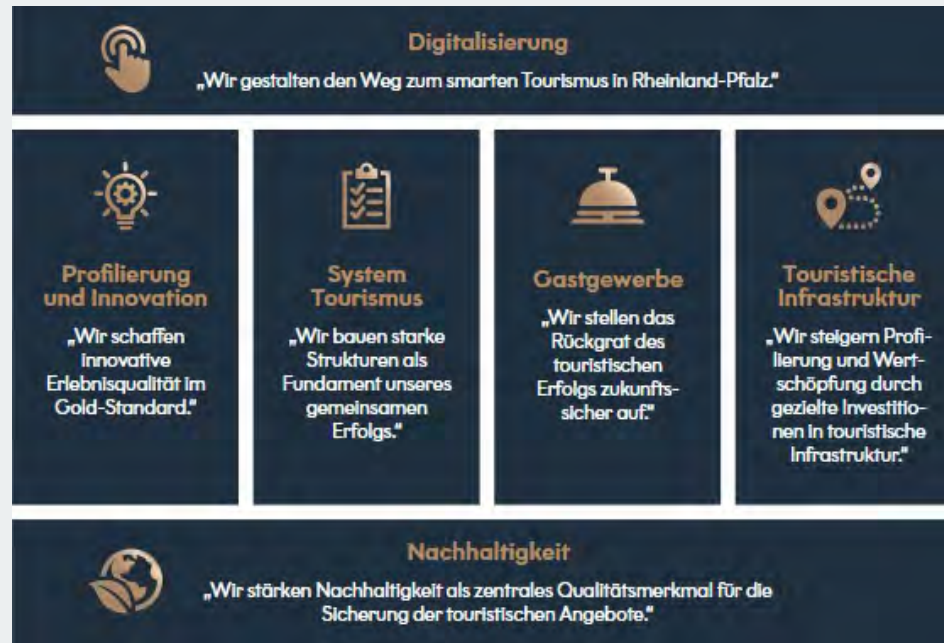 Digitalisierung
„Wir gestalten den Weg zum smarten Tourismus in Rheinland-Pfalz.“
Profilierung
und Innovation
„Wir schaffen
innovative
Erlebnisqualität im
Gold-Standard.“
System
Tourismus
„Wir bauen starke
Strukturen als
Fundament unseres
gemeinsamen
Erfolgs.“
Gastgewerbe
„Wir stellen das
Rückgrat des
touristischen
Erfolgs zukunfts-
sicher auf.“
Touristische
Infrastruktur
„Wir steigern Profi-
lierung und Wert-
schöpfung durch
gezielte Investitio-
nen in touristische
Infrastruktur.“
Nachhaltigkeit
„Wir stärken Nachhaltigkeit als zentrales Qualitätsmerkmal für die
Sicherung der touristischen Angebote.“